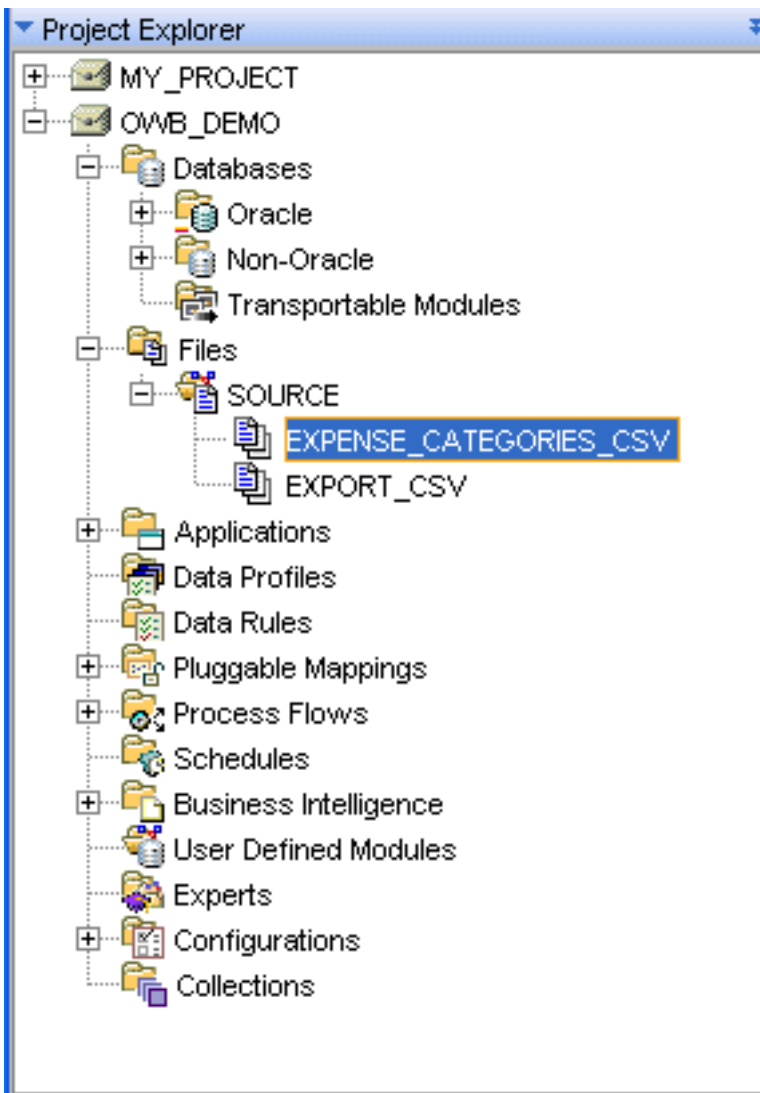 Project Explorer
MY_PROJECT
OWB_DEMO
Databases
Oracle
Non-Oracle
Transportable Modules
Files
SOURCE
EXPENSE_CATEGORIES_CSV
EXPORT_CSV
Applications
Data Profiles
Data Rules
Pluggable Mappings
Process Flows
Schedules
Business Intelligence
User Defined Modules
Experts
Configurations
Collections